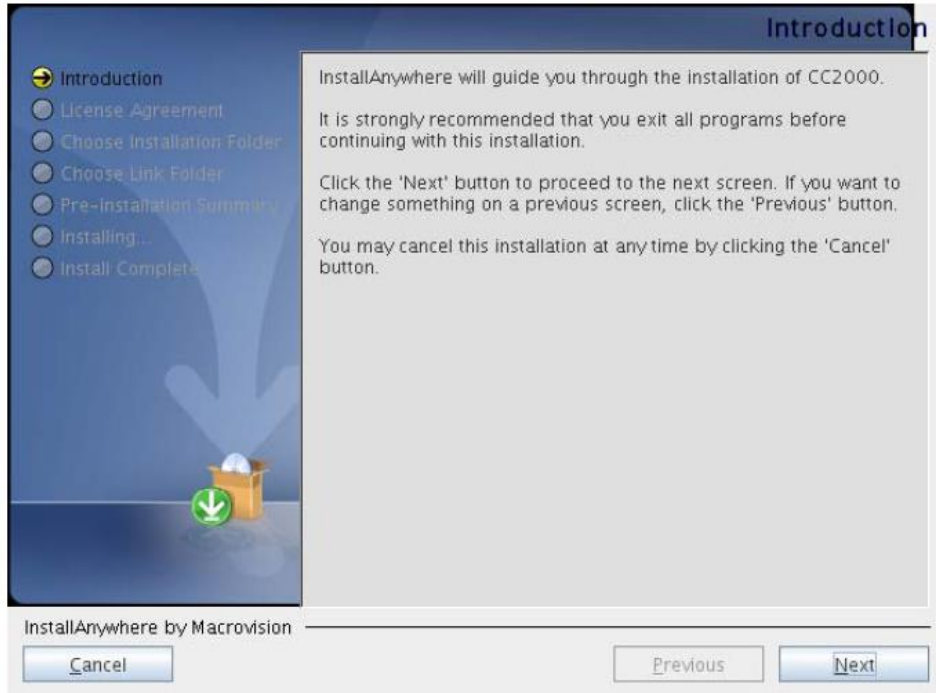 Introduction
Introduction
License Agreement
Choose Installation Folder
Choose Link Folder
Pre-Installation Summary
Installing...
Install Complete
InstallAnywhere will guide you through the installation of CC2000.
It is strongly recommended that you exit all programs before
continuing with this installation.
Click the 'Next' button to proceed to the next screen. If you want to
change something on a previous screen, click the 'Previous' button.
You may cancel this installation at any time by clicking the 'Cancel'
button.
InstallAnywhere by Macrovision
Cancel
Previous
Next